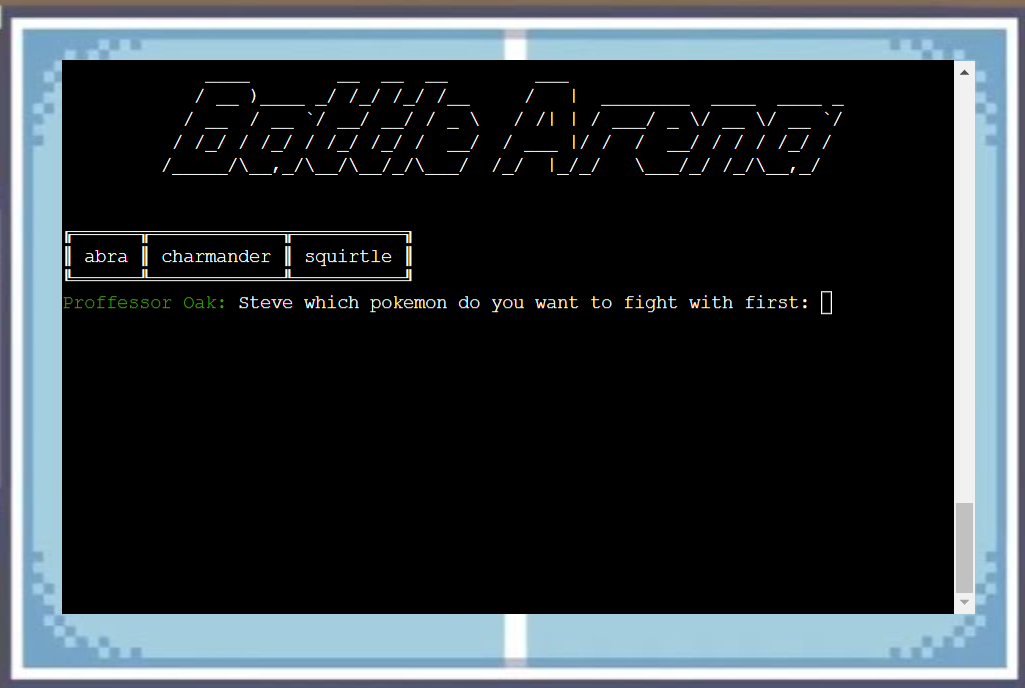 Battle Arena
abra charmander squirtle
Proffessor Oak: Steve which pokemon do you want to fight with first: